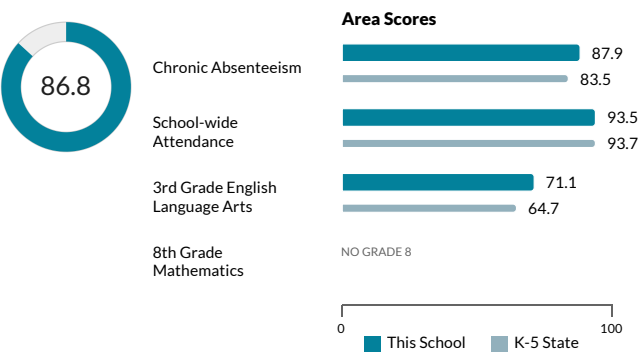 Area Scores
86.8
Chronic Absenteeism
87.9
83.5
School-wide
Attendance
93.5
93.7
3rd Grade English
Language Arts
71.1
64.7
8th Grade
Mathematics
NO GRADE 8
0
100
This School
K-5 State